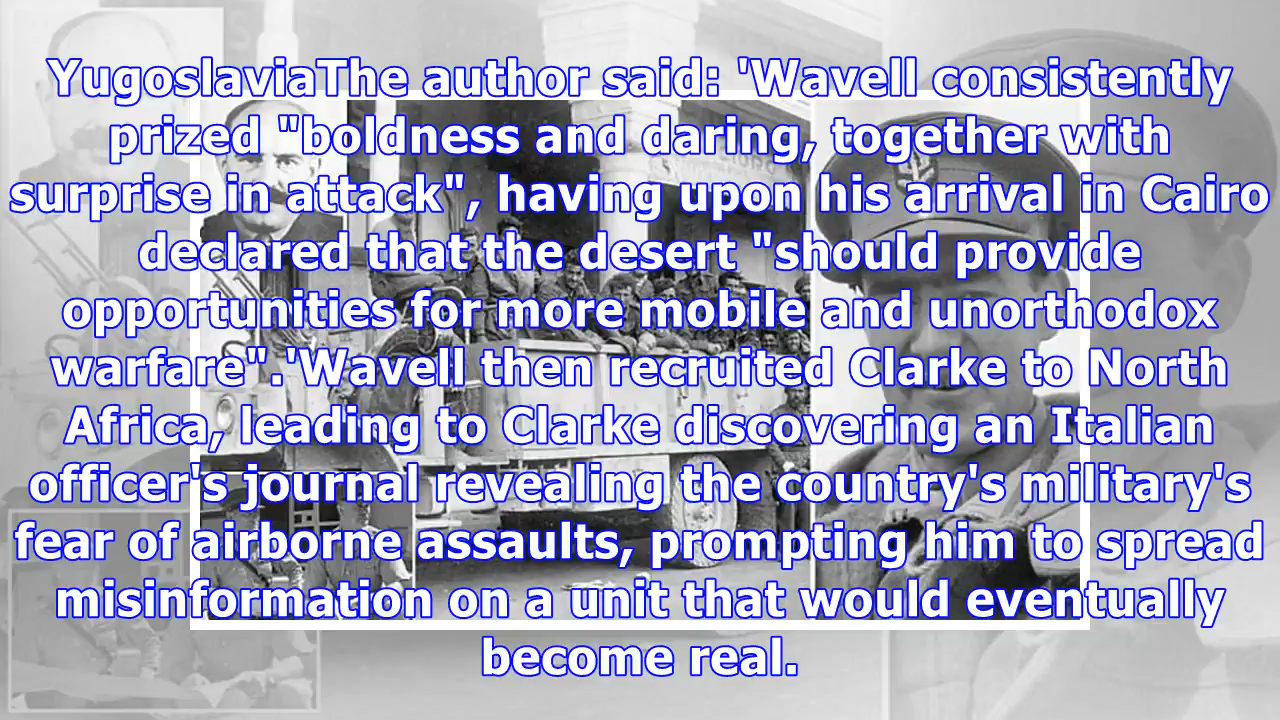 YugoslaviaThe author said: 'Wavell consistently
prized "boldness and daring, together with
surprise in attack", having upon his arrival in Cairo
declared that the desert "should provide
opportunities for more mobile and unorthodox
warfare".'Wavell then recruited Clarke to North
Africa, leading to Clarke discovering an Italian
officer's journal revealing the country's military's
fear of airborne assaults, prompting him to spread
misinformation on a unit that would eventually
become real.